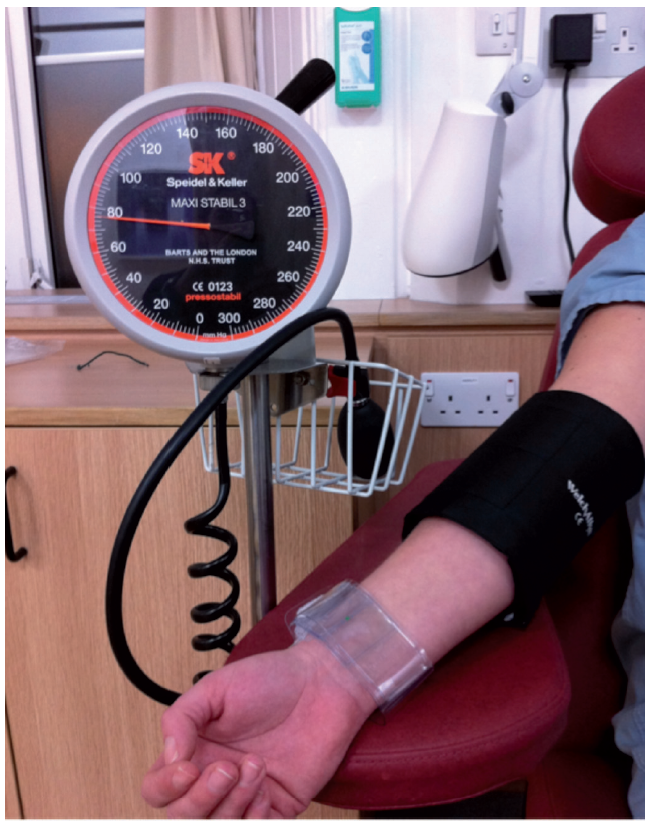 SK ®
Speidel & Keller
MAXI STABIL 3
BARTS AND THE LONDON
N.H.S. TRUST
CE 0123
pressostabil
0
20
40
60
80
100
120
140
160
180
200
220
240
260
280
300
mm Hg
CE